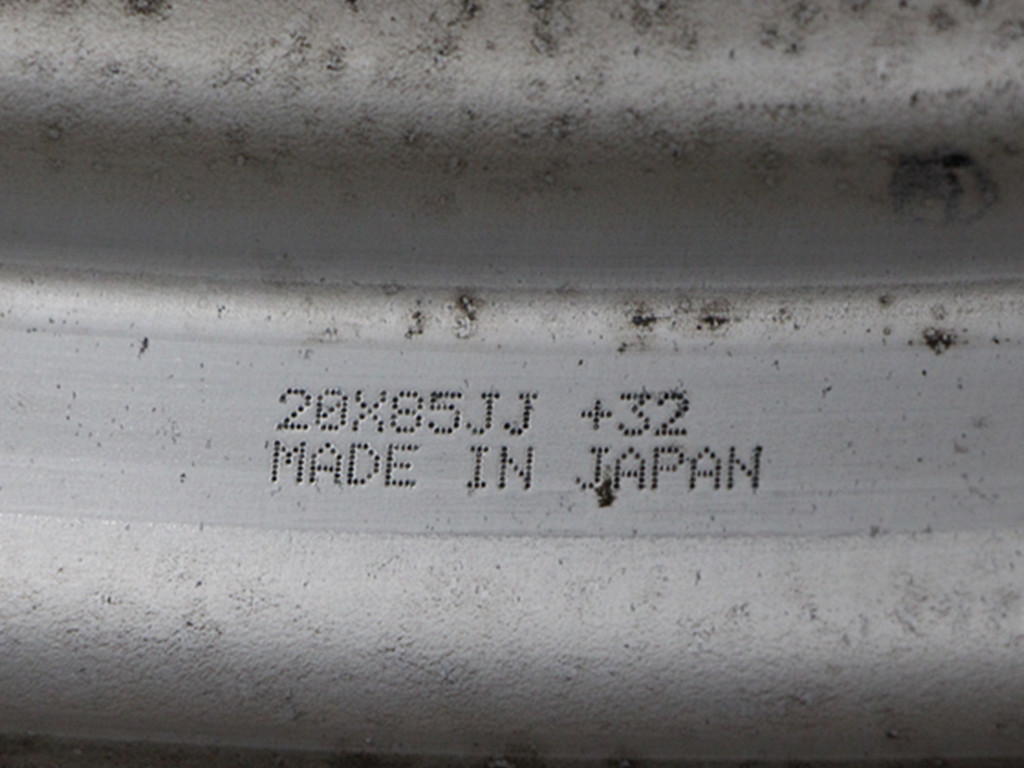 20X85JJ +32
MADE IN JAPAN